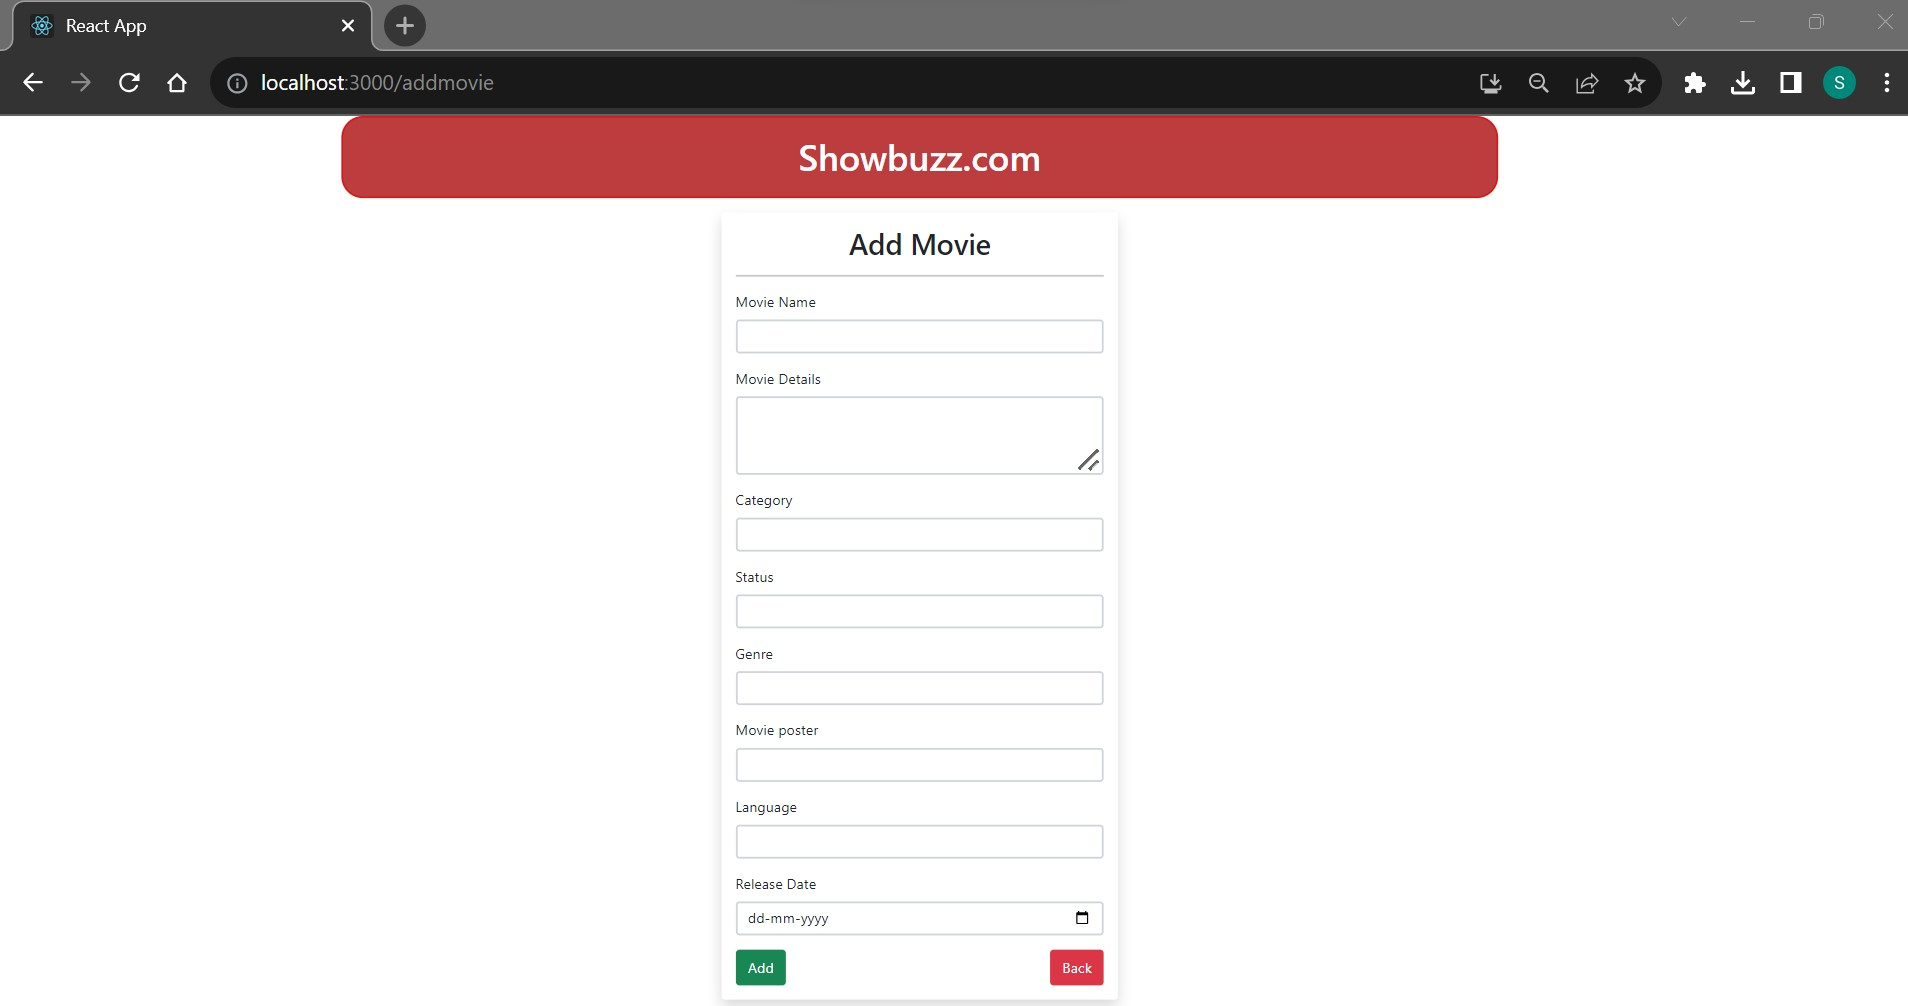 React App
localhost:3000/addmovie
S
Showbuzz.com
Add Movie
Movie Name
Movie Details
Category
Status
Genre
Movie poster
Language
Release Date
dd-mm-yyyy
Add
Back